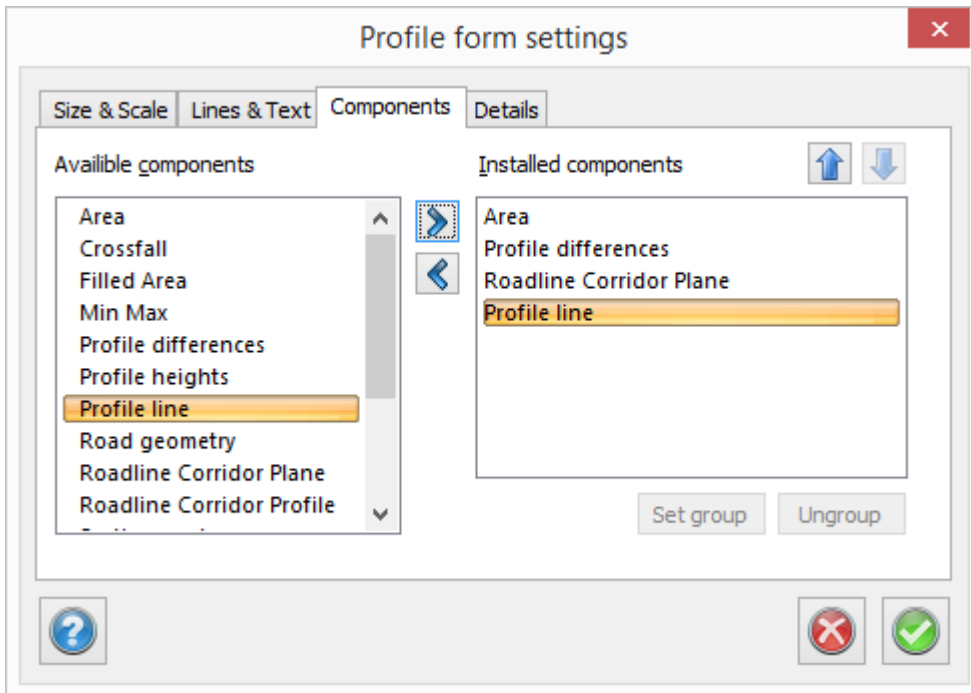 Profile form settings
Size & Scale
Lines & Text
Components
Details
Availible components
Area
Crossfall
Filled Area
Min Max
Profile differences
Profile heights
Profile line
Road geometry
Roadline Corridor Plane
Roadline Corridor Profile
Installed components
Area
Profile differences
Roadline Corridor Plane
Profile line
Set group
Ungroup